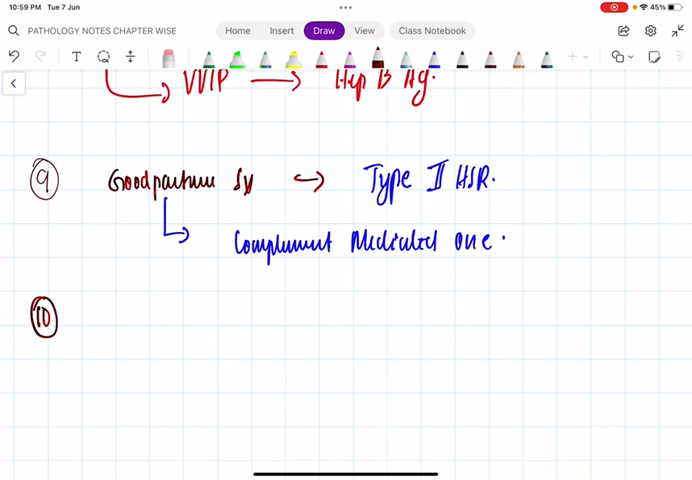 10:59 PM Tue 7 Jun
45%
PATHOLOGY NOTES CHAPTER WISE
Home Insert Draw View Class Notebook
T
VVIP → Hep B Ag.
9 Goodpasture Sy ↔ Type II HSR.
Complement Mediated one.
10